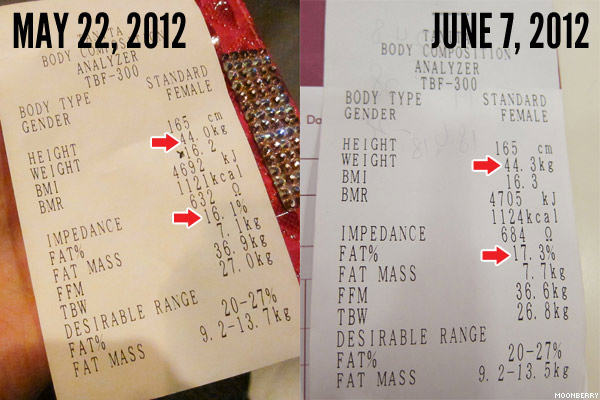 MAY 22, 2012
BODY COMPOSITION
ANALYZER
TBF-300
BODY TYPE STANDARD
GENDER FEMALE
HEIGHT 165 cm
WEIGHT 44.0kg
BMI 16.2
BMR 4692 kJ
1121kcal
IMPEDANCE 632 Ω
FAT% 16.1%
FAT MASS 7.1kg
FFM 36.9kg
TBW 27.0kg
DESIRABLE RANGE
FAT% 20-27%
FAT MASS 9.2-13.7kg
JUNE 7, 2012
BODY COMPOSITION
ANALYZER
TBF-300
BODY TYPE STANDARD
GENDER FEMALE
HEIGHT 165 cm
WEIGHT 44.3kg
BMI 16.3
BMR 4705 kJ
1124kcal
IMPEDANCE 684 Ω
FAT% 17.3%
FAT MASS 7.7kg
FFM 36.6kg
TBW 26.8kg
DESIRABLE RANGE
FAT% 20-27%
FAT MASS 9.2-13.5kg
MOONBERRY